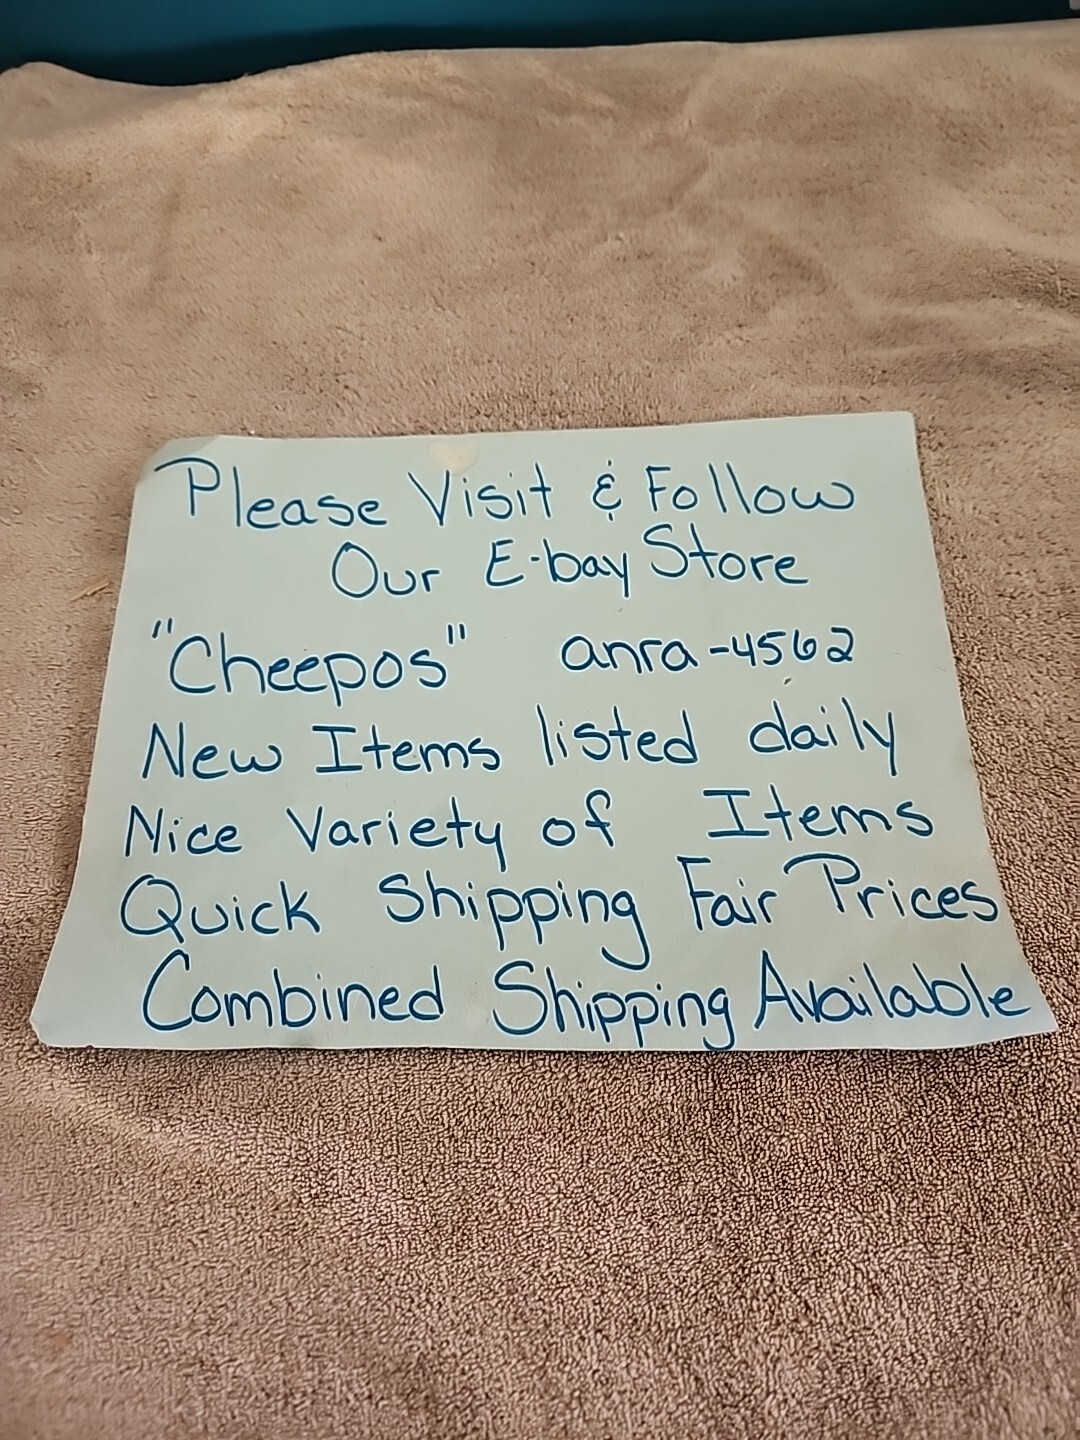 Please Visit & Follow
Our E-bay Store
"Cheepos" anra-4562
New Items listed daily
Nice Variety of Items
Quick Shipping Fair Prices
Combined Shipping Available